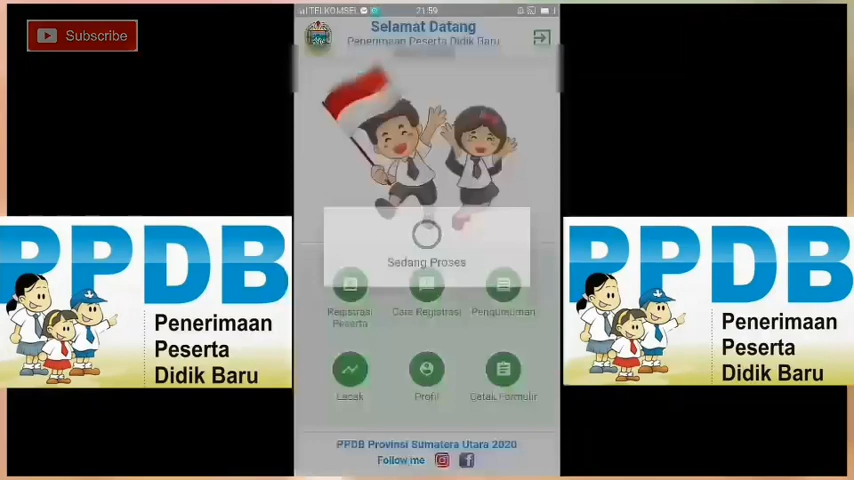 Subscribe
TELKOMSEL
21:59
Selamat Datang
Penerimaan Peserta Didik Baru
Sedang Proses
Registrasi
Peserta
Cara Registrasi
Pengumuman
Lacak
Profil
Cetak Formulir
PPDB Provinsi Sumatera Utara 2020
Follow me
PPDB
Penerimaan
Peserta
Didik Baru
PPDB
Penerimaan
Peserta
Didik Baru